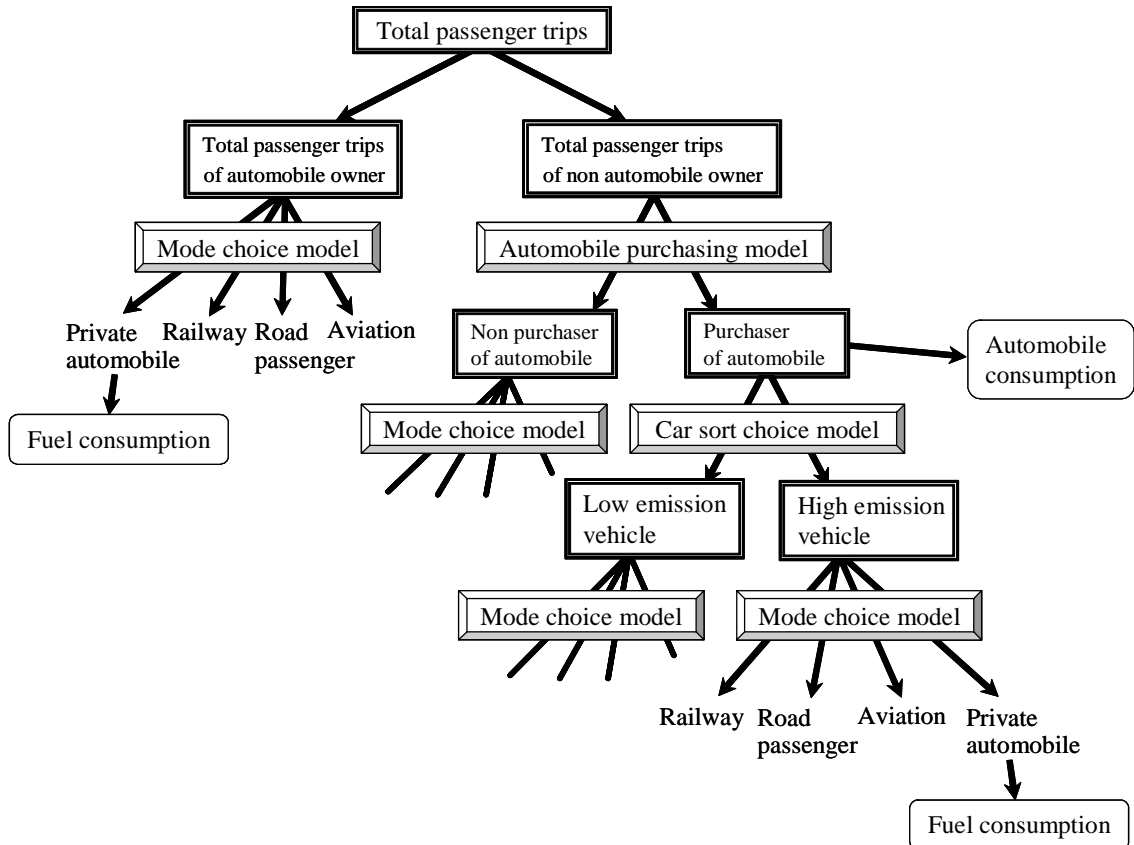 Total passenger trips
Total passenger trips
of automobile owner
Total passenger trips
of non automobile owner
Mode choice model
Automobile purchasing model
Private
automobile
Railway
Road
passenger
Aviation
Non purchaser
of automobile
Purchaser
of automobile
Automobile
consumption
Fuel consumption
Mode choice model
Car sort choice model
Low emission
vehicle
High emission
vehicle
Mode choice model
Mode choice model
Railway
Road
passenger
Aviation
Private
automobile
Fuel consumption